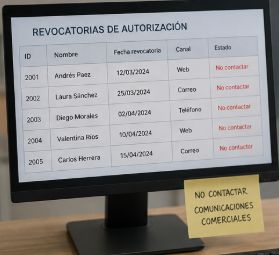 REVOCATORIAS DE AUTORIZACIÓN
ID Nombre Fecha revocatoria Canal Estado
2001 Andrés Paez 12/03/2024 Web No contactar
2002 Laura Sánchez 25/03/2024 Correo No contactar
2003 Diego Morales 02/04/2024 Teléfono No contactar
2004 Valentina Ríos 10/04/2024 Web No contactar
2005 Carlos Herrera 15/04/2024 Correo No contactar
NO CONTACTAR
COMUNICACIONES
COMERCIALES